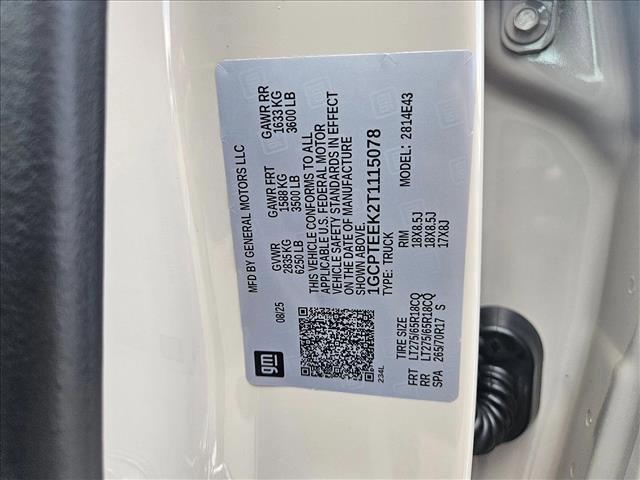 gm
MFD BY GENERAL MOTORS LLC
08/25
GVWR GAWR FRT GAWR RR
2835 KG 1588 KG 1633 KG
6250 LB 3500 LB 3600 LB
THIS VEHICLE CONFORMS TO ALL
APPLICABLE U.S. FEDERAL MOTOR
VEHICLE SAFETY STANDARDS IN EFFECT
ON THE DATE OF MANUFACTURE
SHOWN ABOVE.
1GCPTEEK2T1115078
TYPE: TRUCK MODEL: 2814E43
234L
TIRE SIZE RIM
FRT LT275/65R18CQ 18X8.5J
RR LT275/65R18CQ 18X8.5J
SPA 265/70R17 S 17X8J